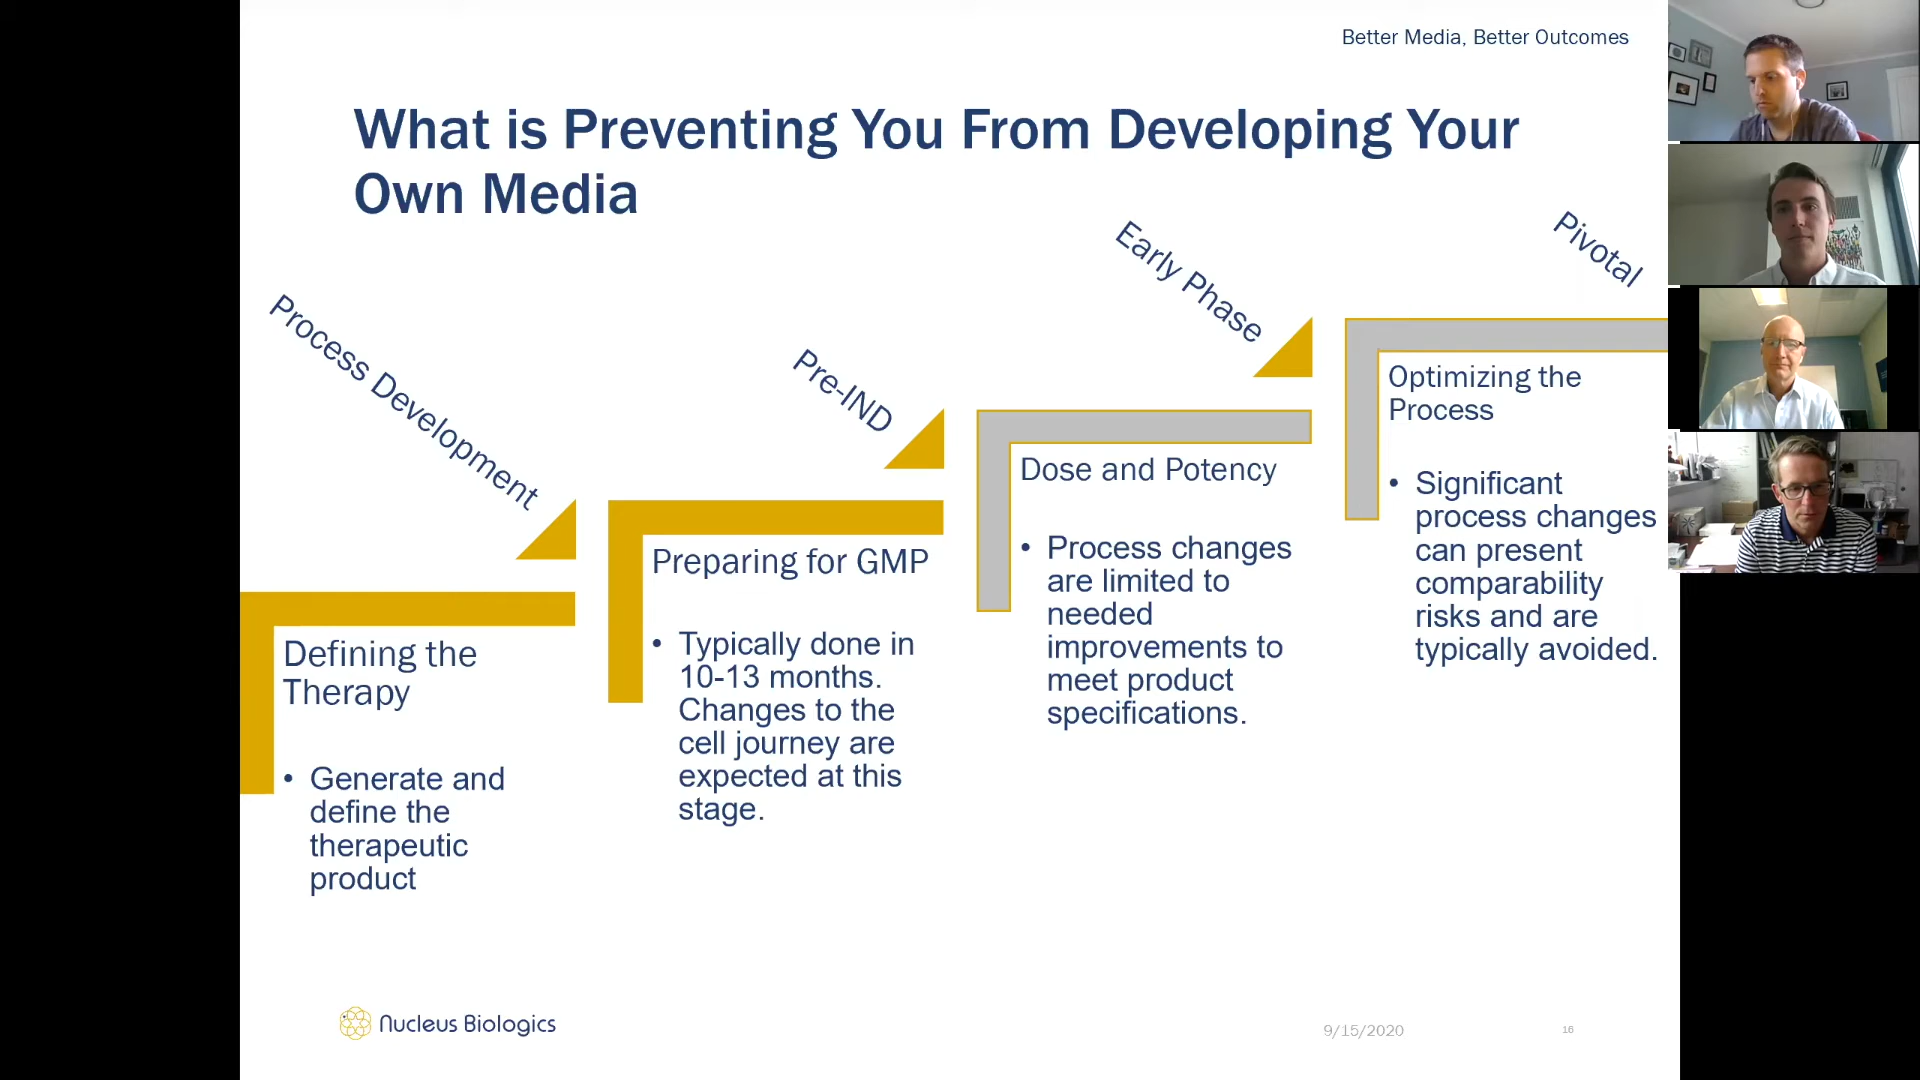 Better Media, Better Outcomes
What is Preventing You From Developing Your
Own Media
Process Development
Defining the
Therapy
• Generate and
define the
therapeutic
product
Pre-IND
Preparing for GMP
• Typically done in
10-13 months.
Changes to the
cell journey are
expected at this
stage.
Early Phase
Dose and Potency
• Process changes
are limited to
needed
improvements to
meet product
specifications.
Pivotal
Optimizing the
Process
• Significant
process changes
can present
comparability
risks and are
typically avoided.
Nucleus Biologics
9/15/2020
16